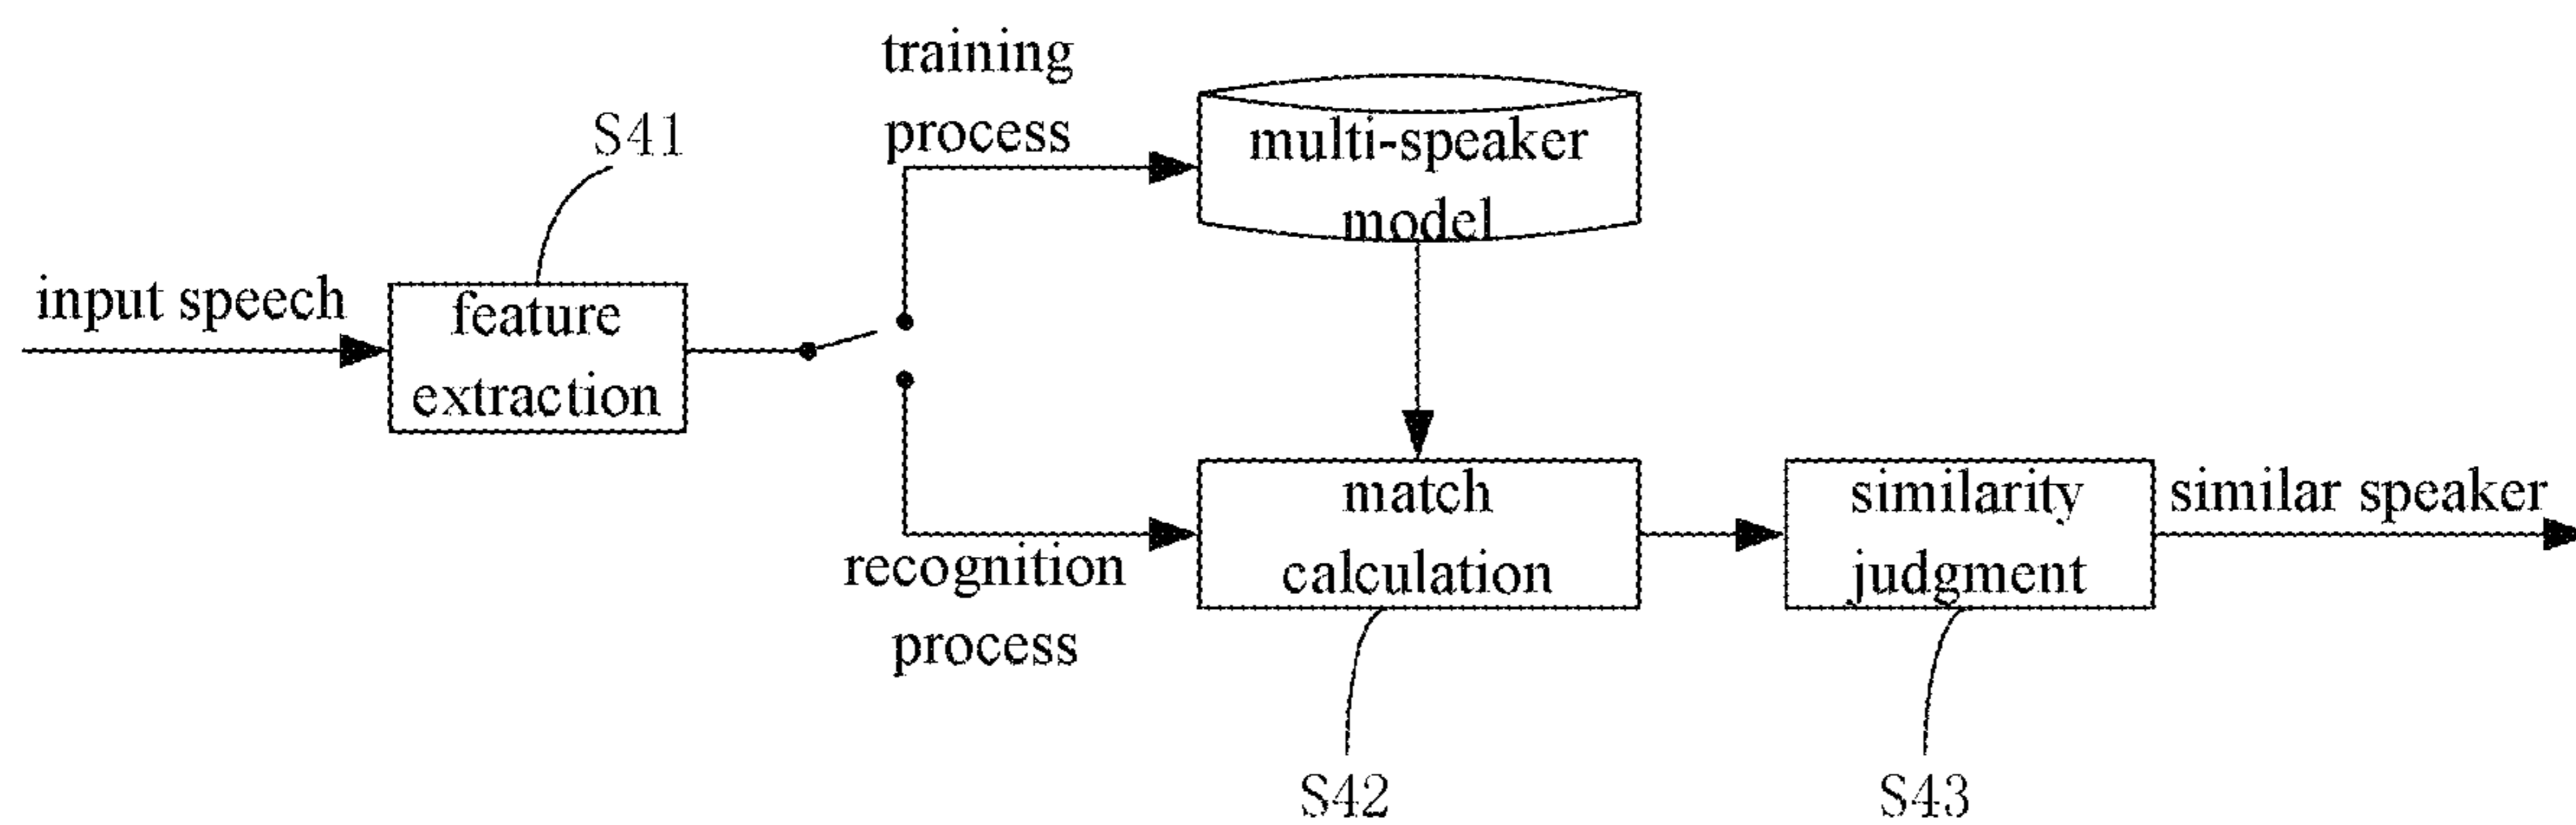 training
process
S41
multi-speaker
model
input speech
feature
extraction
recognition
process
match
calculation
similarity
judgment
similar speaker
S42
S43